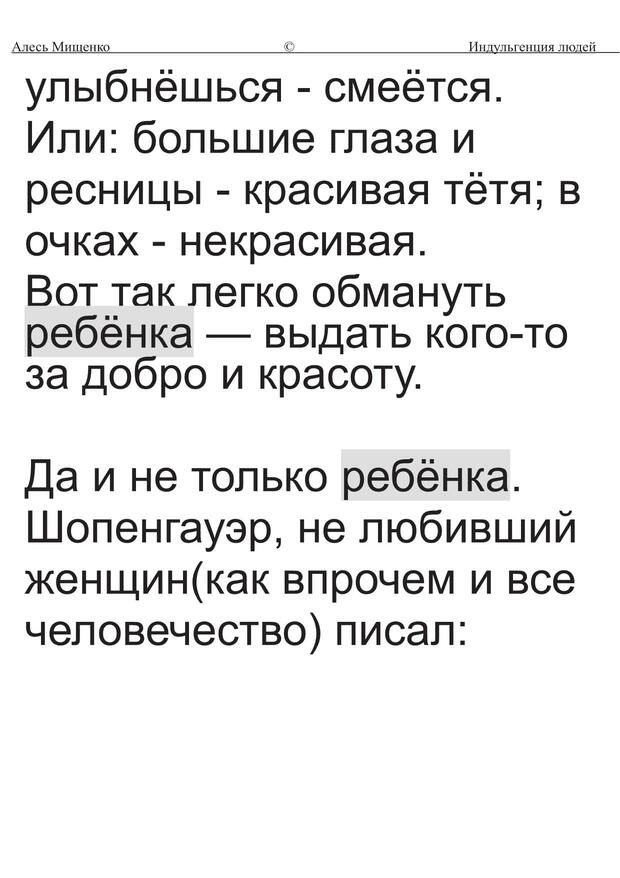 Алесь Мищенко © Индульгенция людей
улыбнёшься - смеётся.
Или: большие глаза и
ресницы - красивая тётя; в
очках - некрасивая.
Вот так легко обмануть
ребёнка — выдать кого-то
за добро и красоту.
Да и не только ребёнка.
Шопенгауэр, не любивший
женщин(как впрочем и все
человечество) писал: